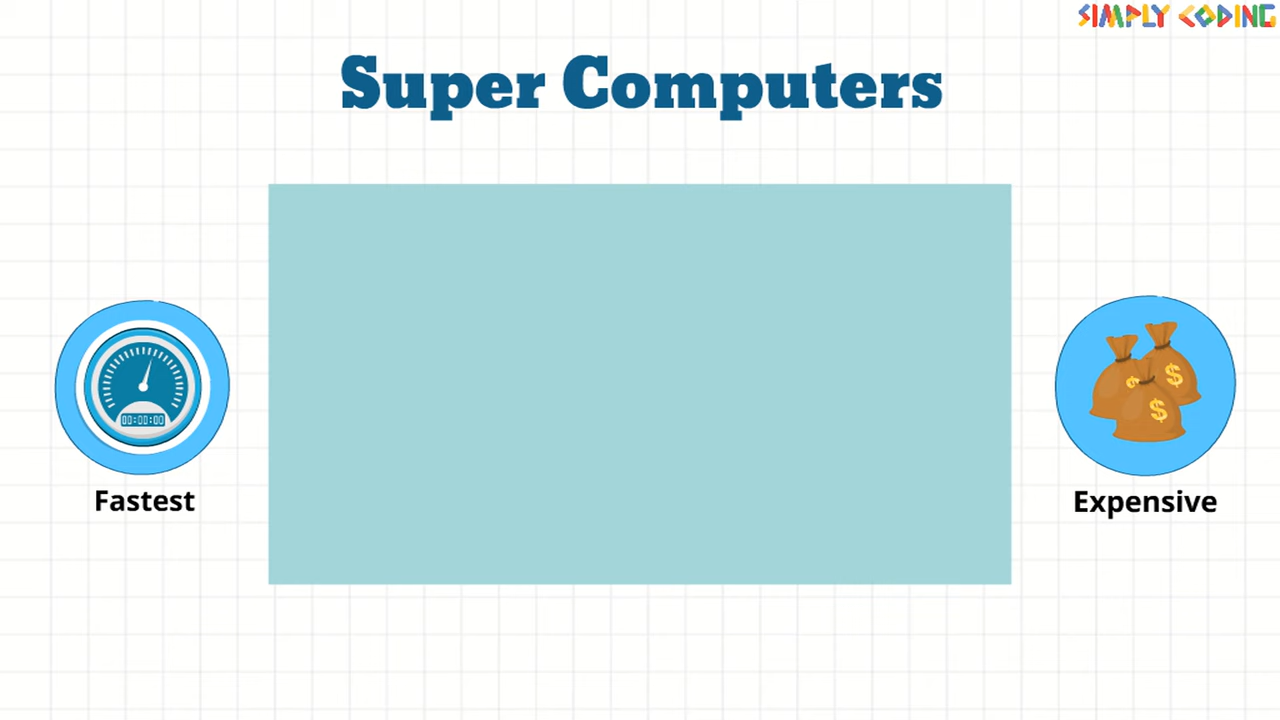 SIMPLY CODING
Super Computers
00:00:00
$
$
Fastest
Expensive